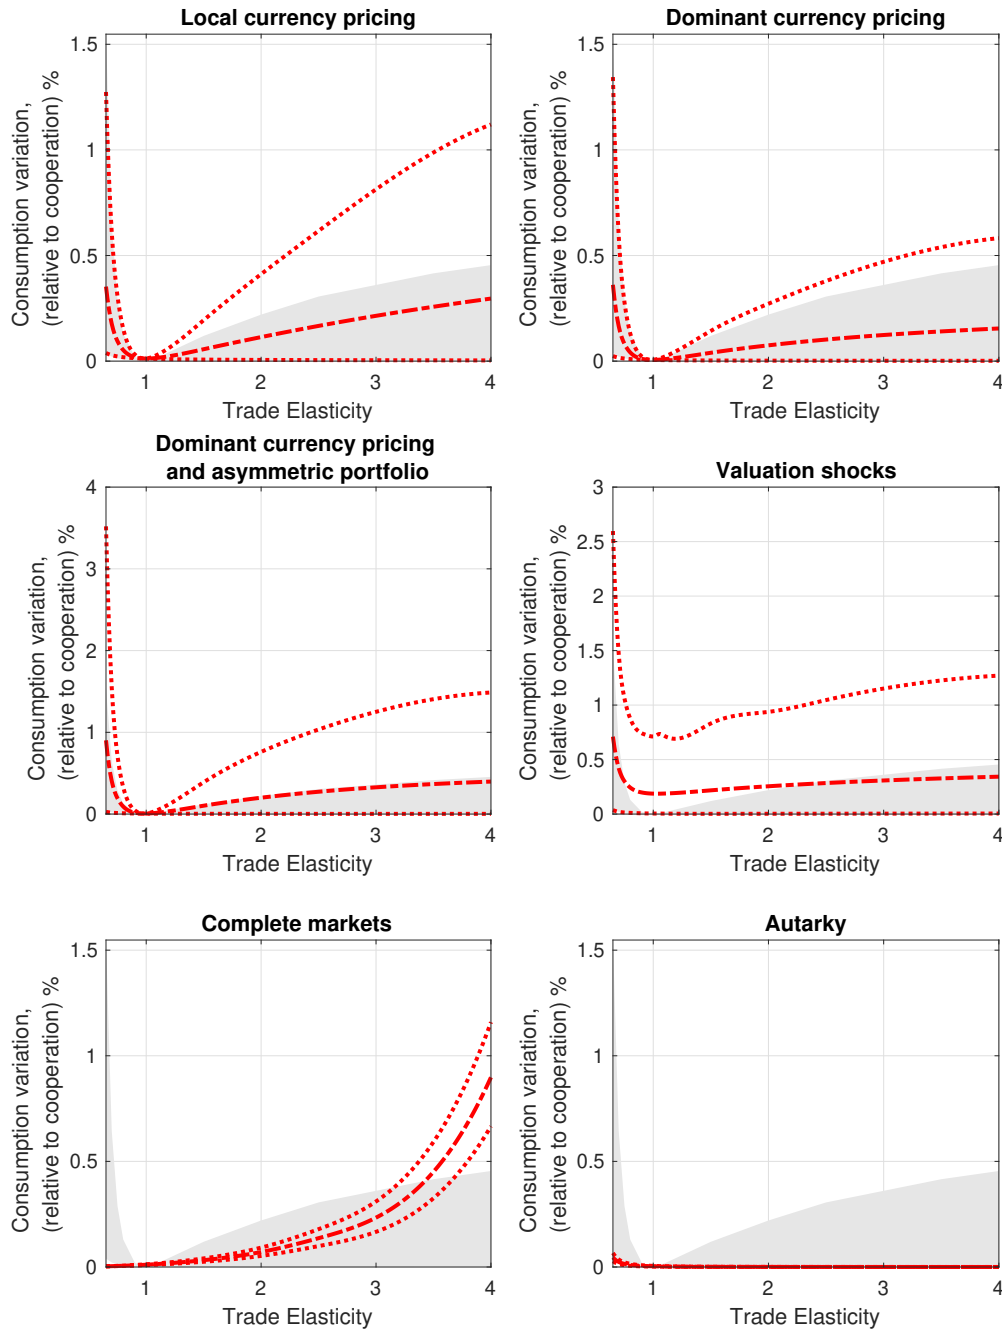 Local currency pricing
1.5
1
0.5
0
1
2
3
4
Consumption variation,
(relative to cooperation) %
Trade Elasticity
Dominant currency pricing
1.5
1
0.5
0
1
2
3
4
Consumption variation,
(relative to cooperation) %
Trade Elasticity
Dominant currency pricing
and asymmetric portfolio
4
3
2
1
0
1
2
3
4
Consumption variation,
(relative to cooperation) %
Trade Elasticity
Valuation shocks
3
2.5
2
1.5
1
0.5
0
1
2
3
4
Consumption variation,
(relative to cooperation) %
Trade Elasticity
Complete markets
1.5
1
0.5
0
1
2
3
4
Consumption variation,
(relative to cooperation) %
Trade Elasticity
Autarky
1.5
1
0.5
0
1
2
3
4
Consumption variation,
(relative to cooperation) %
Trade Elasticity